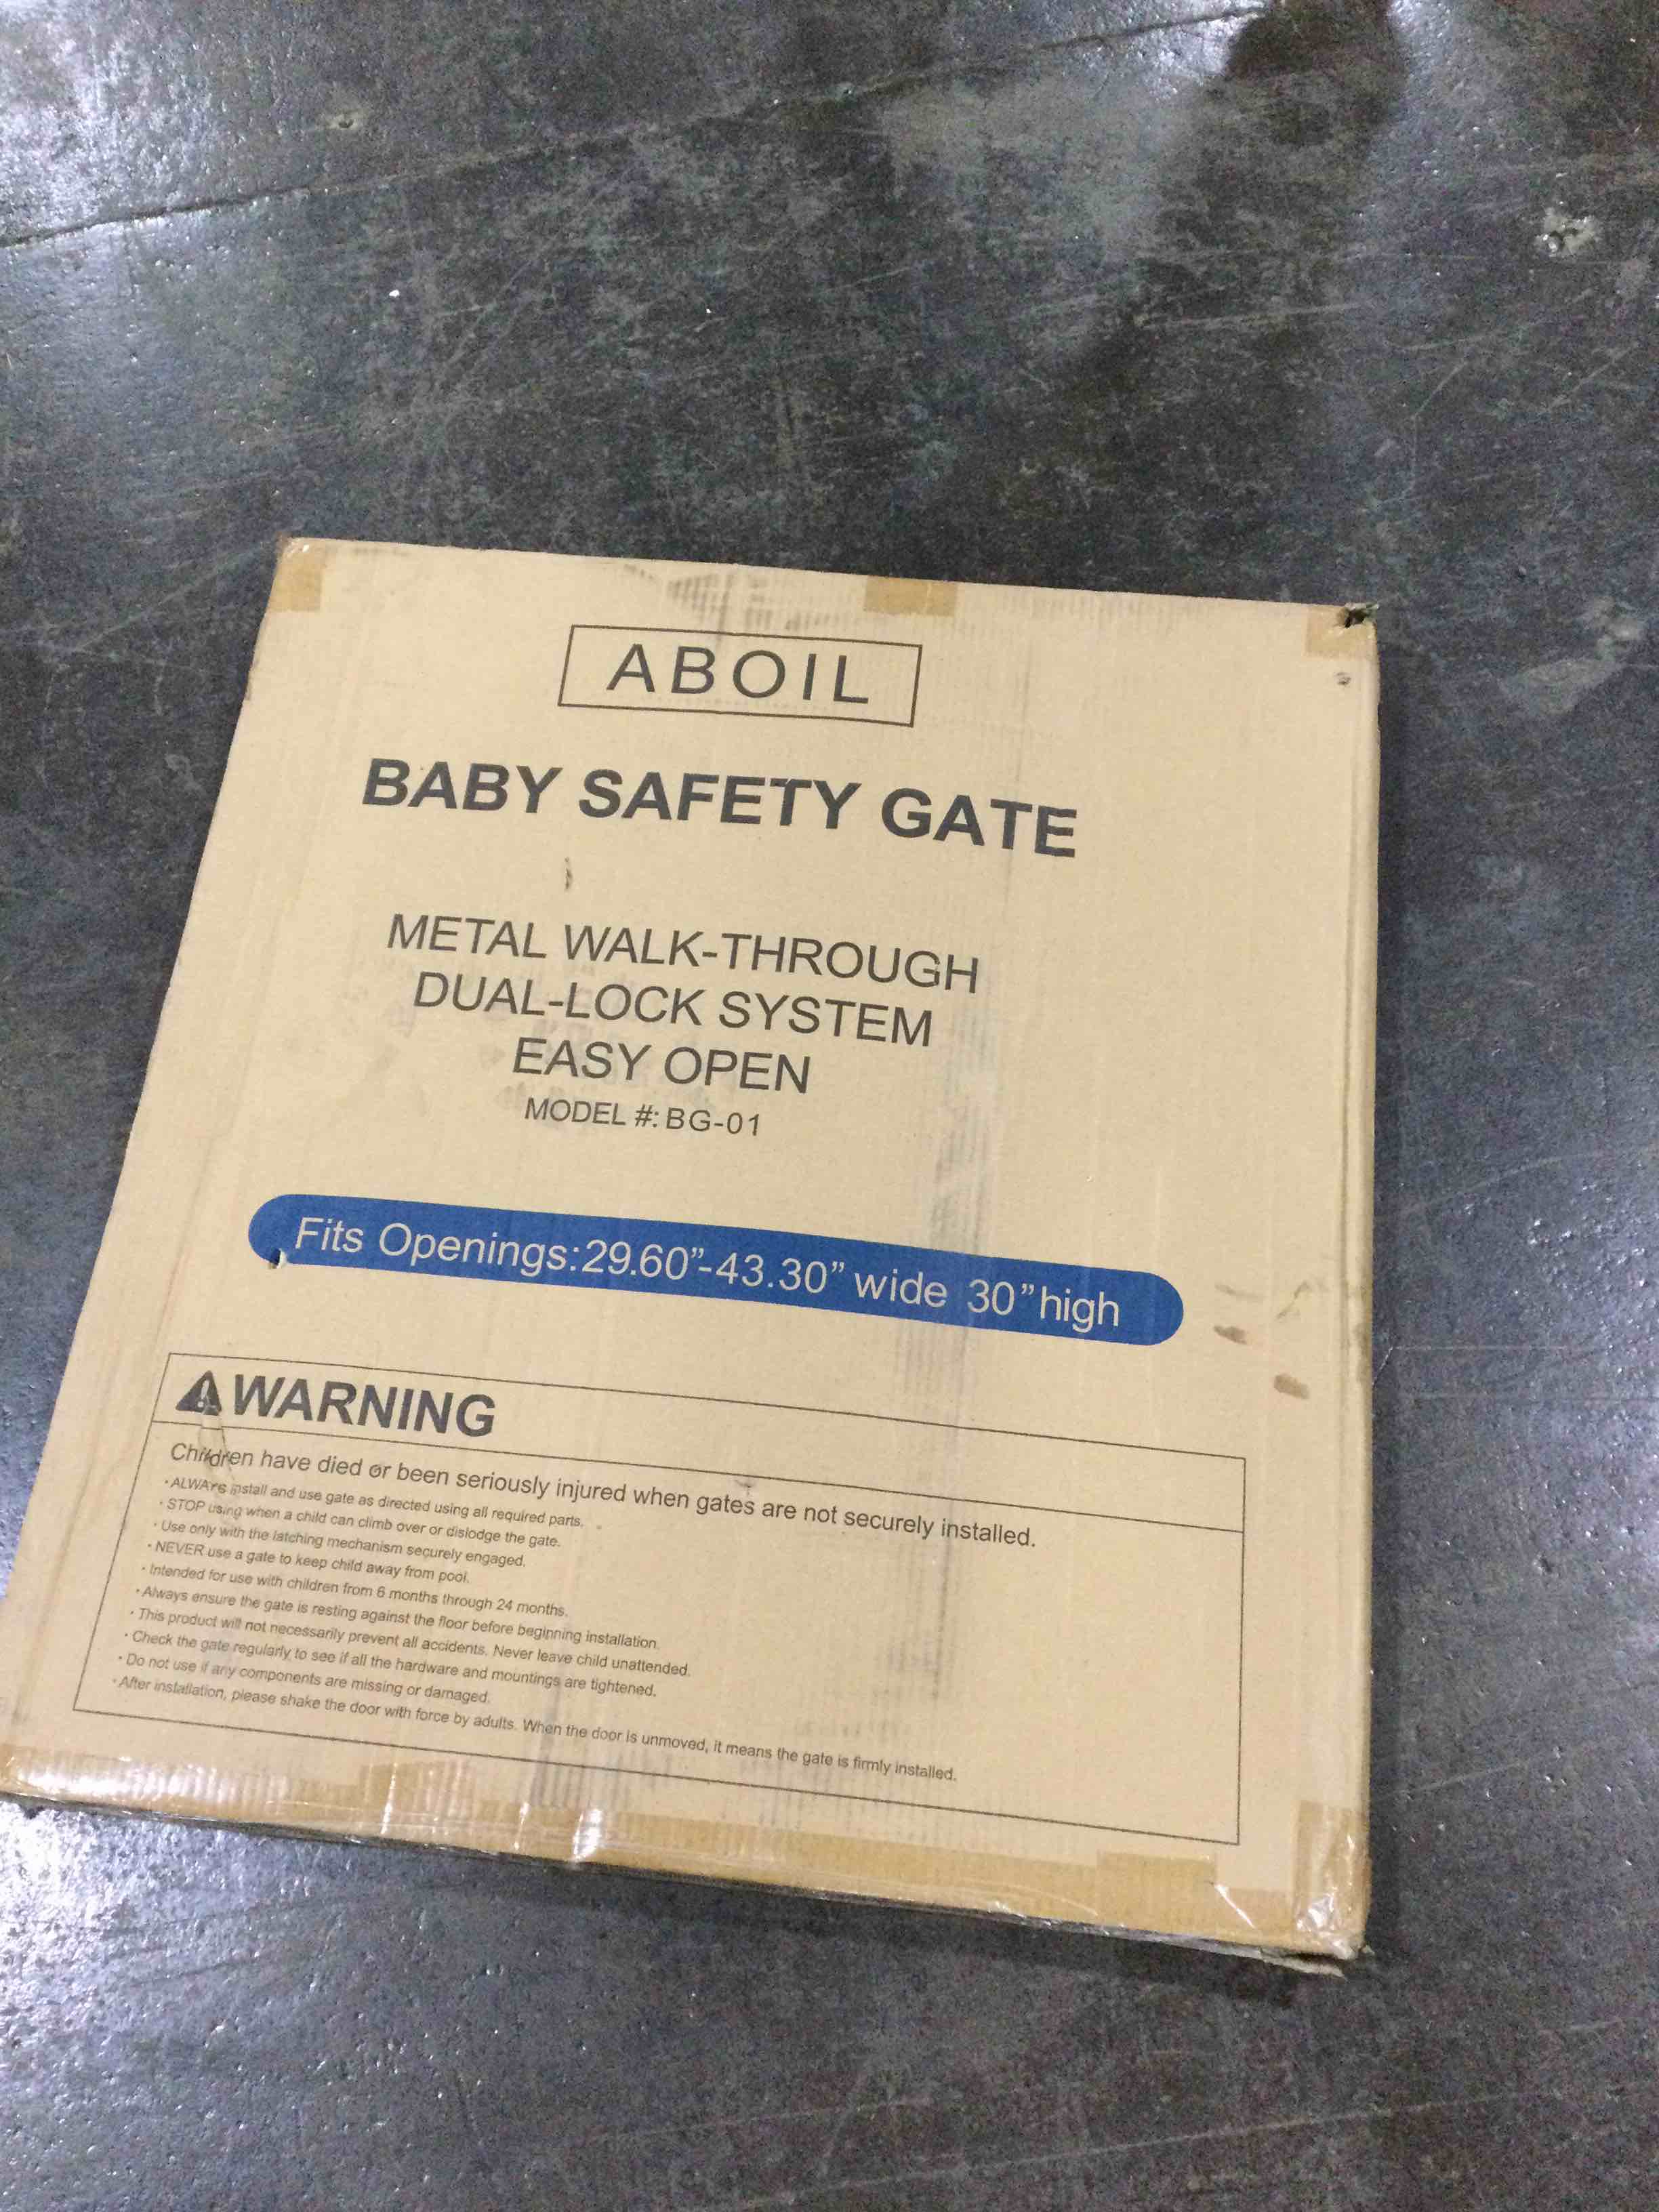 ABOIL
BABY SAFETY GATE
METAL WALK-THROUGH
DUAL-LOCK SYSTEM
EASY OPEN
MODEL #: BG-01
Fits Openings:29.60”-43.30” wide 30”high
WARNING
Children have died or been seriously injured when gates are not securely installed.
• ALWAYS install and use gate as directed using all required parts.
• STOP using when a child can climb over or dislodge the gate.
• Use only with the latching mechanism securely engaged.
• NEVER use a gate to keep child away from pool.
• Intended for use with children from 6 months through 24 months.
• Always ensure the gate is resting against the floor before beginning installation.
• This product will not necessarily prevent all accidents. Never leave child unattended.
• Check the gate regularly to see if all the hardware and mountings are tightened.
• Do not use if any components are missing or damaged.
• After installation, please shake the door with force by adults. When the door is unmoved, it means the gate is firmly installed.